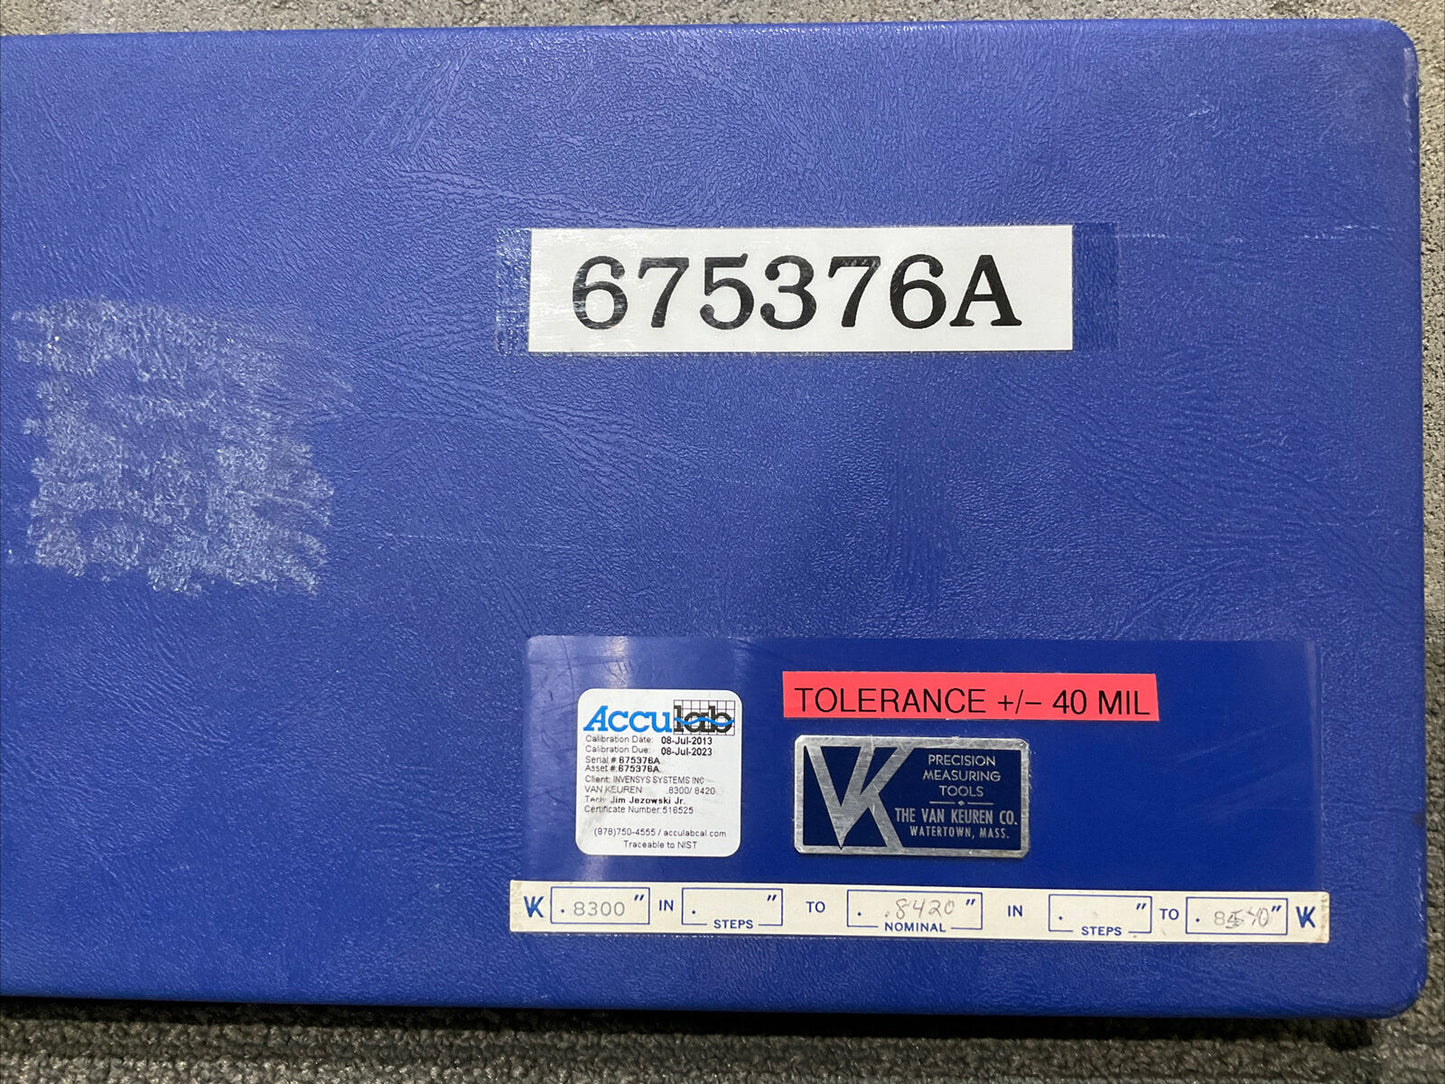 675376A
TOLERANCE +/- 40 MIL
Acculab
Calibration Date: 08-Jul-2013
Calibration Due: 08-Jul-2023
Serial #: 675376A
Asset #: 675376A
Client: INVENSYS SYSTEMS INC
VAN KEUREN .8300/.8420
Tech: Jim Jezowski Jr.
Certificate Number: 516525
(978)750-4555 / acculabcal.com
Traceable to NIST
VK
PRECISION
MEASURING
TOOLS
THE VAN KEUREN CO.
WATERTOWN, MASS.
VK .8300 " IN . " STEPS TO . .8420 " NOMINAL IN . " STEPS TO " VK